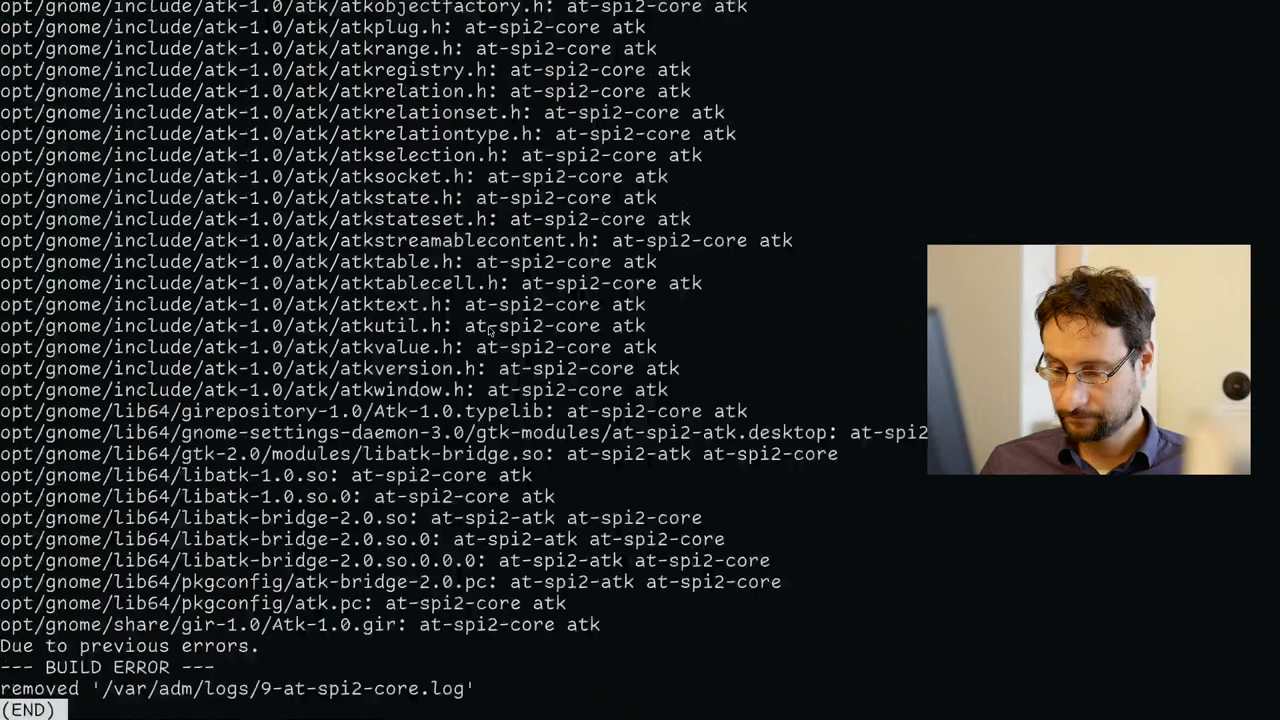 opt/gnome/include/atk-1.0/atk/atkobjectfactory.h: at-spi2-core atk
opt/gnome/include/atk-1.0/atk/atkplug.h: at-spi2-core atk
opt/gnome/include/atk-1.0/atk/atkrange.h: at-spi2-core atk
opt/gnome/include/atk-1.0/atk/atkregistry.h: at-spi2-core atk
opt/gnome/include/atk-1.0/atk/atkrelation.h: at-spi2-core atk
opt/gnome/include/atk-1.0/atk/atkrelationset.h: at-spi2-core atk
opt/gnome/include/atk-1.0/atk/atkrelationtype.h: at-spi2-core atk
opt/gnome/include/atk-1.0/atk/atkselection.h: at-spi2-core atk
opt/gnome/include/atk-1.0/atk/atksocket.h: at-spi2-core atk
opt/gnome/include/atk-1.0/atk/atkstate.h: at-spi2-core atk
opt/gnome/include/atk-1.0/atk/atkstateset.h: at-spi2-core atk
opt/gnome/include/atk-1.0/atk/atkstreamablecontent.h: at-spi2-core atk
opt/gnome/include/atk-1.0/atk/atktable.h: at-spi2-core atk
opt/gnome/include/atk-1.0/atk/atktablecell.h: at-spi2-core atk
opt/gnome/include/atk-1.0/atk/atktext.h: at-spi2-core atk
opt/gnome/include/atk-1.0/atk/atkutil.h: at-spi2-core atk
opt/gnome/include/atk-1.0/atk/atkvalue.h: at-spi2-core atk
opt/gnome/include/atk-1.0/atk/atkversion.h: at-spi2-core atk
opt/gnome/include/atk-1.0/atk/atkwindow.h: at-spi2-core atk
opt/gnome/lib64/girepository-1.0/Atk-1.0.typelib: at-spi2-core atk
opt/gnome/lib64/gnome-settings-daemon-3.0/gtk-modules/at-spi2-atk.desktop: at-spi2
opt/gnome/lib64/gtk-2.0/modules/libatk-bridge.so: at-spi2-atk at-spi2-core
opt/gnome/lib64/libatk-1.0.so: at-spi2-core atk
opt/gnome/lib64/libatk-1.0.so.0: at-spi2-core atk
opt/gnome/lib64/libatk-bridge-2.0.so: at-spi2-atk at-spi2-core
opt/gnome/lib64/libatk-bridge-2.0.so.0: at-spi2-atk at-spi2-core
opt/gnome/lib64/libatk-bridge-2.0.so.0.0.0: at-spi2-atk at-spi2-core
opt/gnome/lib64/pkgconfig/atk-bridge-2.0.pc: at-spi2-atk at-spi2-core
opt/gnome/lib64/pkgconfig/atk.pc: at-spi2-core atk
opt/gnome/share/gir-1.0/Atk-1.0.gir: at-spi2-core atk
Due to previous errors.
--- BUILD ERROR ---
removed '/var/adm/logs/9-at-spi2-core.log'
(END)